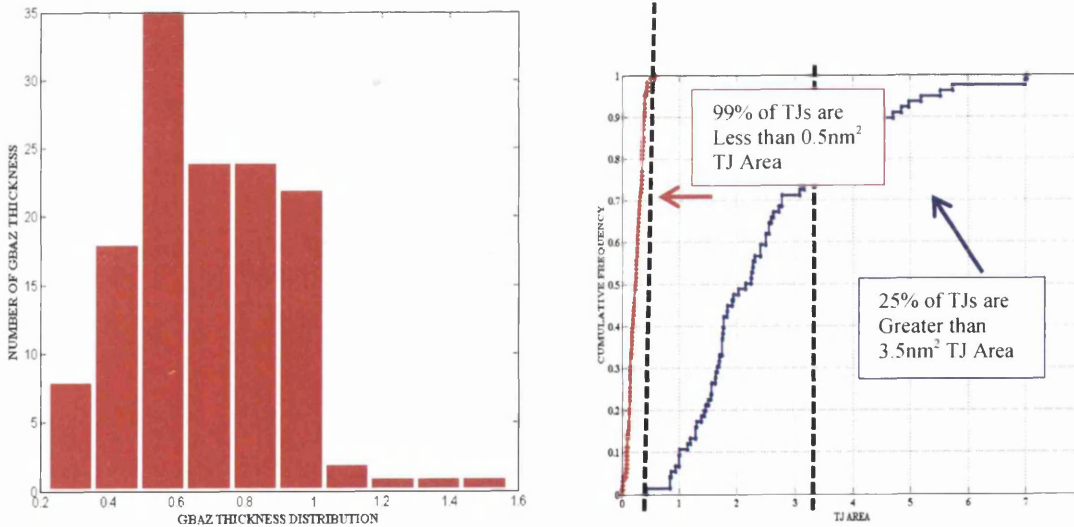 35
30
25
20
15
10
5
0
0.2 0.4 0.6 0.8 1 1.2 1.4 1.6
NUMBER OF GBAZ THICKNESS
GBAZ THICKNESS DISTRIBUTION
1
0.9
0.8
0.7
0.6
0.5
0.4
0.3
0.2
0.1
0
0 1 2 3 4 5 6 7
CUMULATIVE FREQUENCY
TJ AREA
99% of TJs are
Less than 0.5nm²
TJ Area
25% of TJs are
Greater than
3.5nm² TJ Area